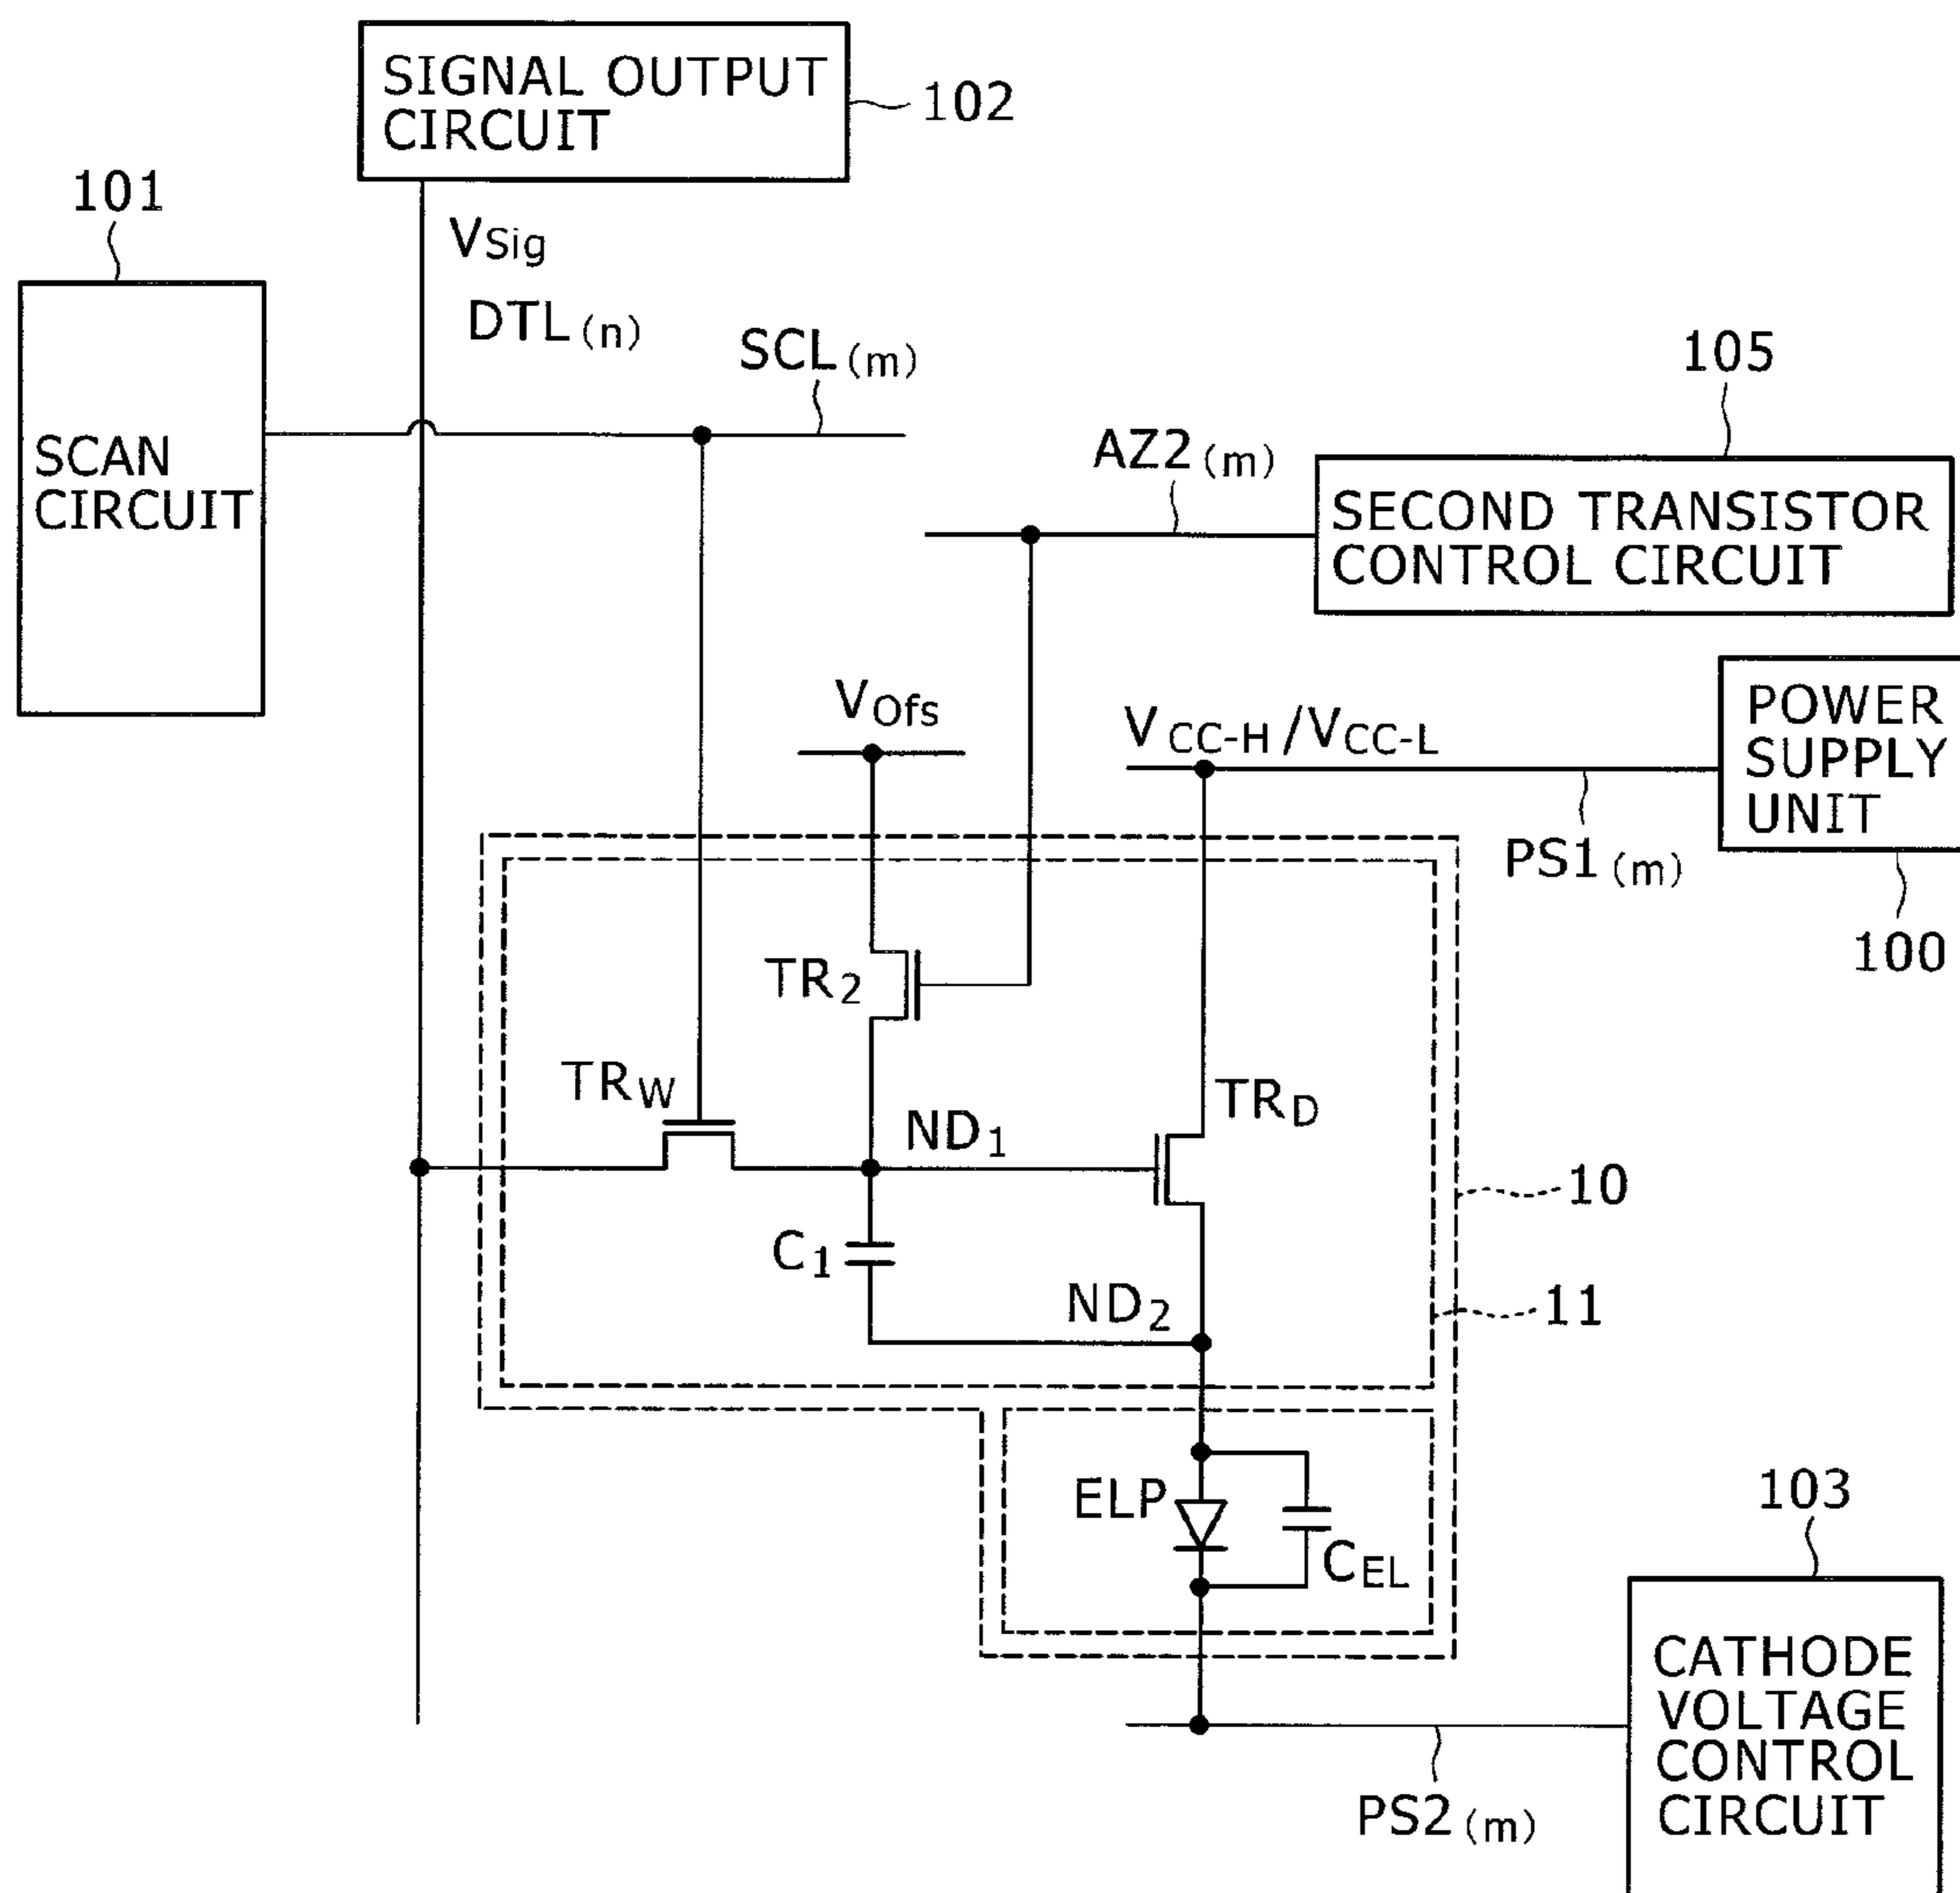 SIGNAL OUTPUT
CIRCUIT
102
101
VSig
DTL(n)
SCL(m)
SCAN
CIRCUIT
105
AZ2(m)
SECOND TRANSISTOR
CONTROL CIRCUIT
VOfs
VCC-H/VCC-L
POWER
SUPPLY
UNIT
PS1(m)
100
TR2
TRW
ND1
TRD
10
C1
ND2
11
ELP
CEL
103
CATHODE
VOLTAGE
CONTROL
CIRCUIT
PS2(m)